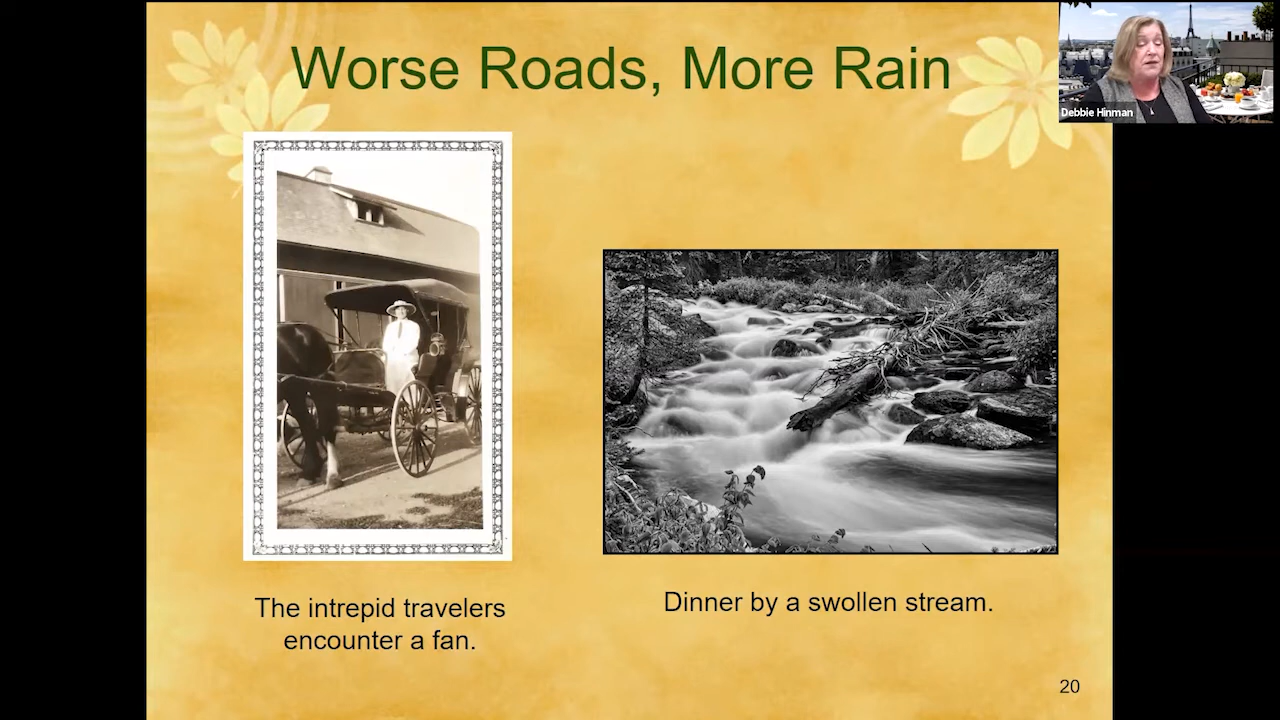 Worse Roads, More Rain
Debbie Hinman
The intrepid travelers
encounter a fan.
Dinner by a swollen stream.
20